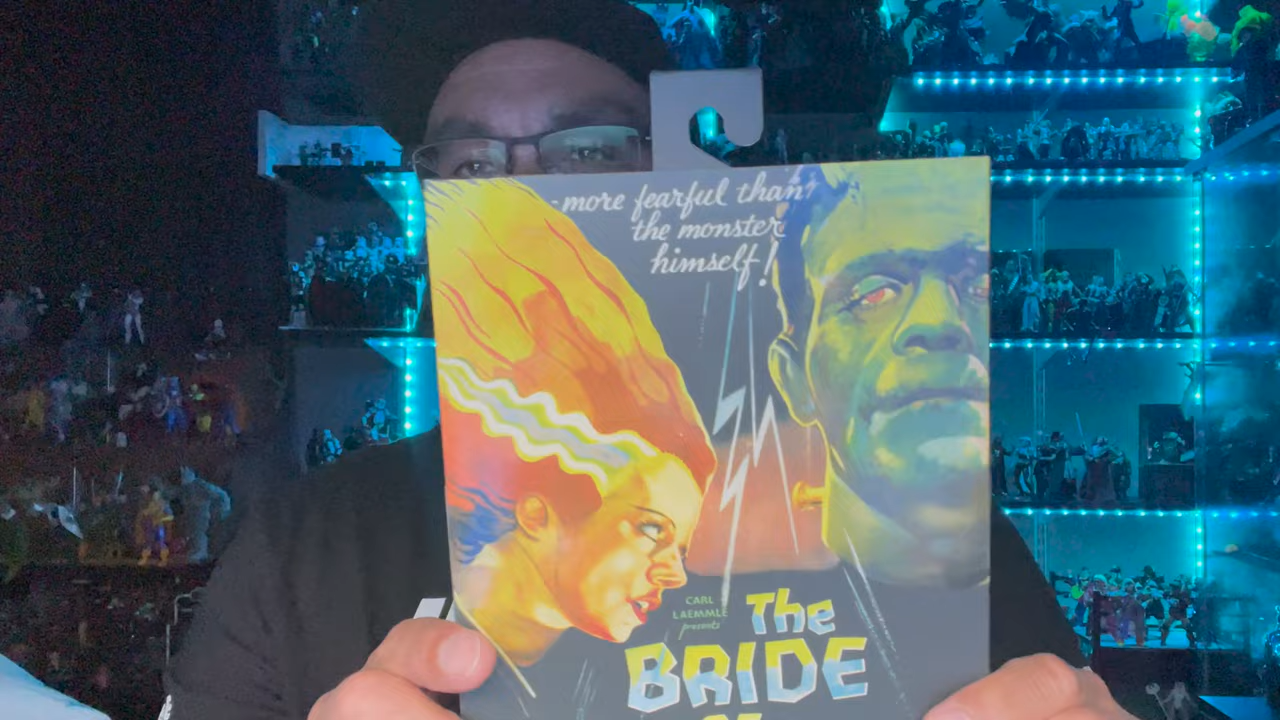 -more fearful than
the monster
himself!
CARL
LAEMMLE
presents
The
BRIDE